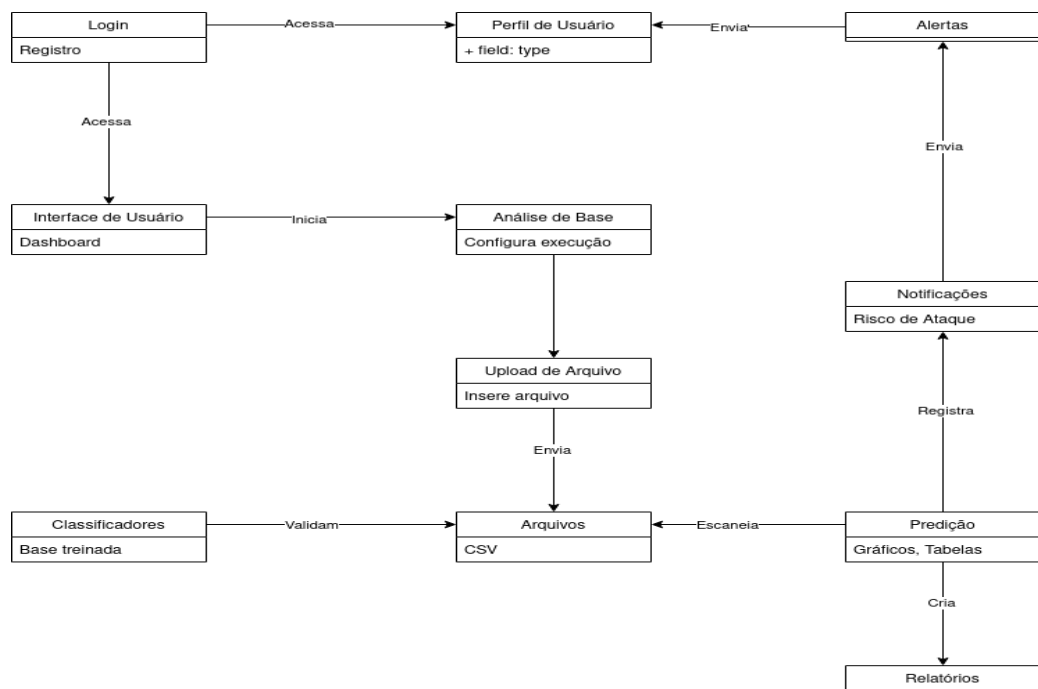 Login
Acessa
Perfil de Usuário
Envia
Alertas
Registro
+ field: type
Acessa
Envia
Interface de Usuário
Inicia
Análise de Base
Dashboard
Configura execução
Notificações
Risco de Ataque
Upload de Arquivo
Insere arquivo
Registra
Envia
Classificadores
Validam
Arquivos
Escaneia
Predição
Base treinada
CSV
Gráficos, Tabelas
Cria
Relatórios